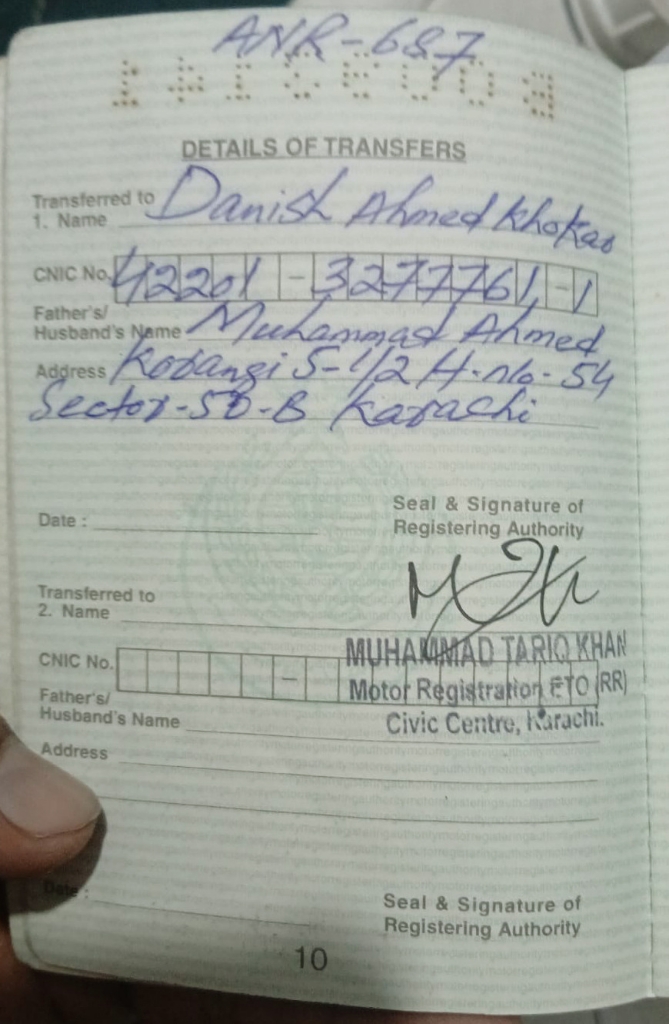 ANR-687
DETAILS OF TRANSFERS
Transferred to
1. Name Danish Ahmed Khokar
CNIC No. 42201-3277761-1
Father's/
Husband's Name Muhammad Ahmed
Address Korangi 5-1/2 H.no-54
Sector-5D-B Karachi
Date :
Seal & Signature of
Registering Authority
Transferred to
2. Name
MUHAMMAD TARIQ KHAN
CNIC No. -
Motor Registration ETO (RR)
Father's/
Husband's Name
Civic Centre, Karachi.
Address
Date :
Seal & Signature of
Registering Authority
10